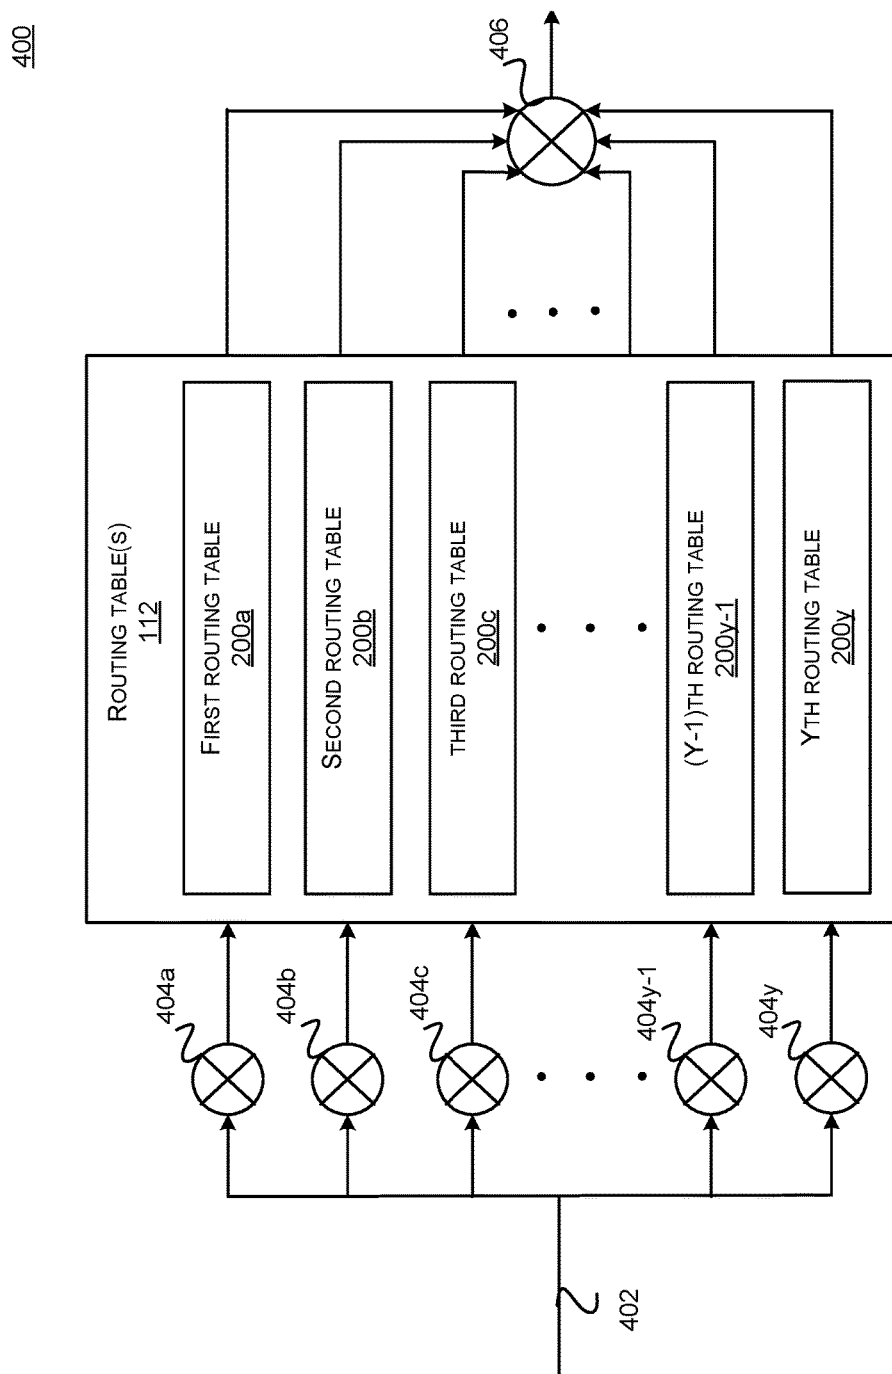 400
402
404a
404b
404c
404y-1
404y
ROUTING TABLE(S)
112
FIRST ROUTING TABLE
200a
SECOND ROUTING TABLE
200b
THIRD ROUTING TABLE
200c
(Y-1)TH ROUTING TABLE
200y-1
YTH ROUTING TABLE
200y
406